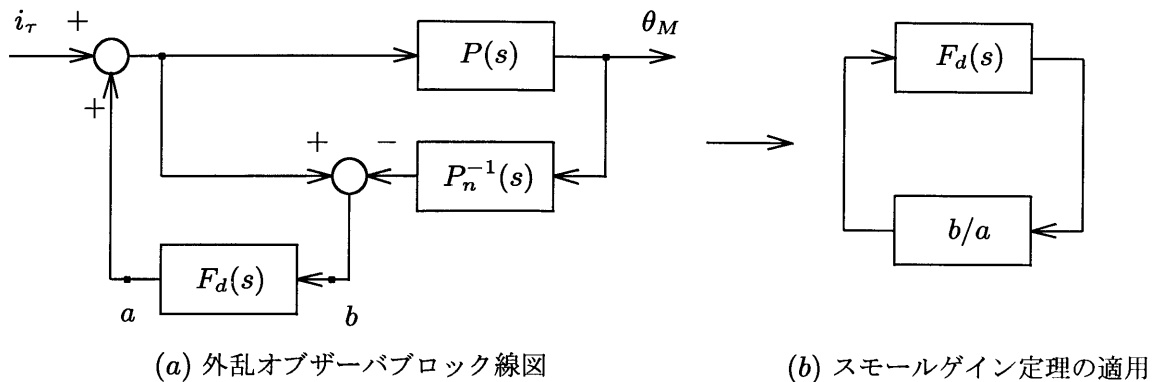 i_τ + θ_M
P(s)
F_d(s)
+
+ −
P_n^{-1}(s)
b/a
F_d(s)
a b
(a) 外乱オブザーバブロック線図
(b) スモールゲイン定理の適用